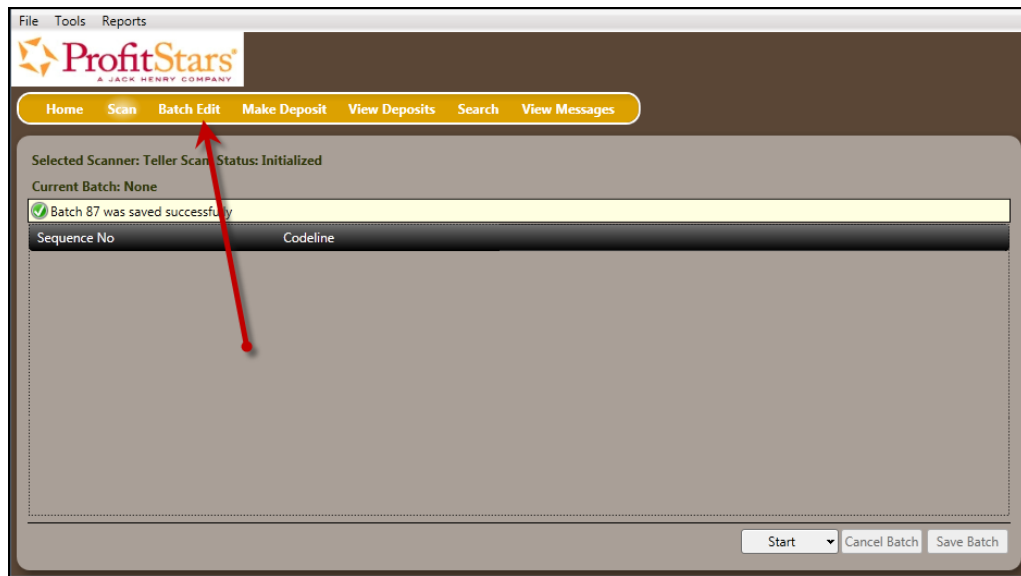 File Tools Reports
ProfitStars®
A JACK HENRY COMPANY
Home Scan Batch Edit Make Deposit View Deposits Search View Messages
Selected Scanner: Teller Scan Status: Initialized
Current Batch: None
Batch 87 was saved successfully
Sequence No Codeline
Start Cancel Batch Save Batch